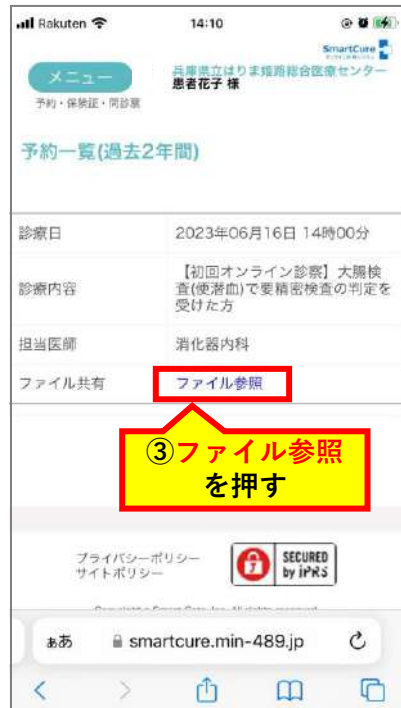 Rakuten 14:10
SmartCure
メニュー
兵庫県立はりま姫路総合医療センター
患者花子 様
予約・保険証・問診票
予約一覧(過去2年間)
診療日 2023年06月16日 14時00分
診療内容 【初回オンライン診察】大腸検
査(便潜血)で要精密検査の判定を
受けた方
担当医師 消化器内科
ファイル共有 ファイル参照
③ファイル参照
を押す
プライバシーポリシー
サイトポリシー
SECURED
by JPRS
ぁあ smartcure.min-489.jp